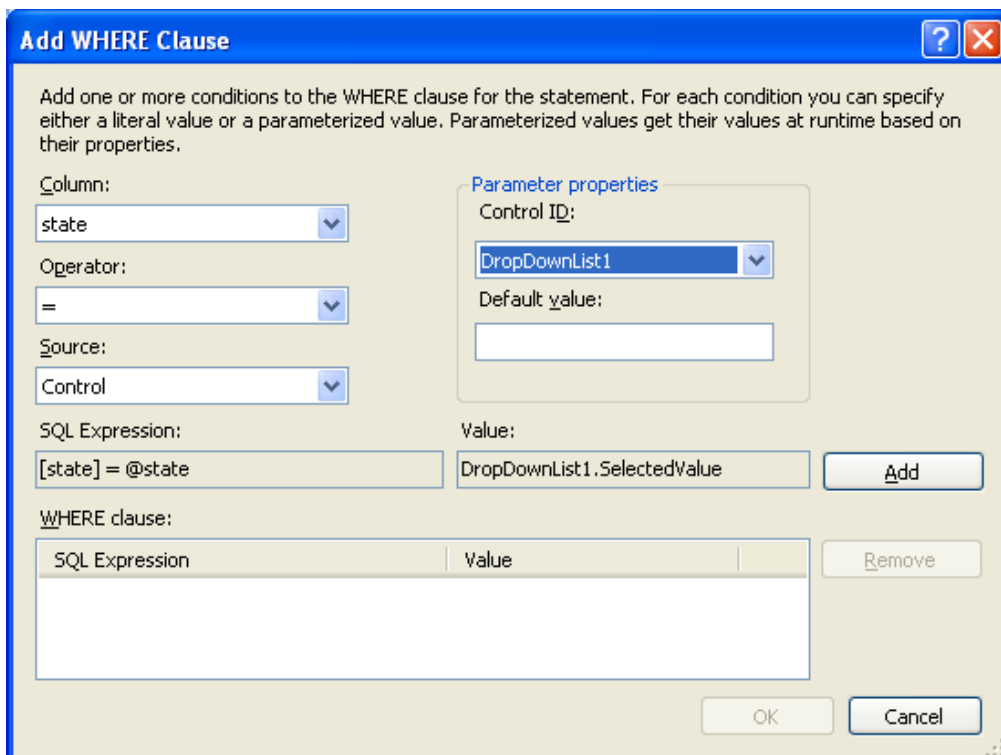 Add WHERE Clause
?
Add one or more conditions to the WHERE clause for the statement. For each condition you can specify
either a literal value or a parameterized value. Parameterized values get their values at runtime based on
their properties.
Column:
state
Operator:
=
Source:
Control
Parameter properties
Control ID:
DropDownList1
Default value:
SQL Expression:
[state] = @state
Value:
DropDownList1.SelectedValue
Add
WHERE clause:
SQL Expression Value
Remove
OK Cancel